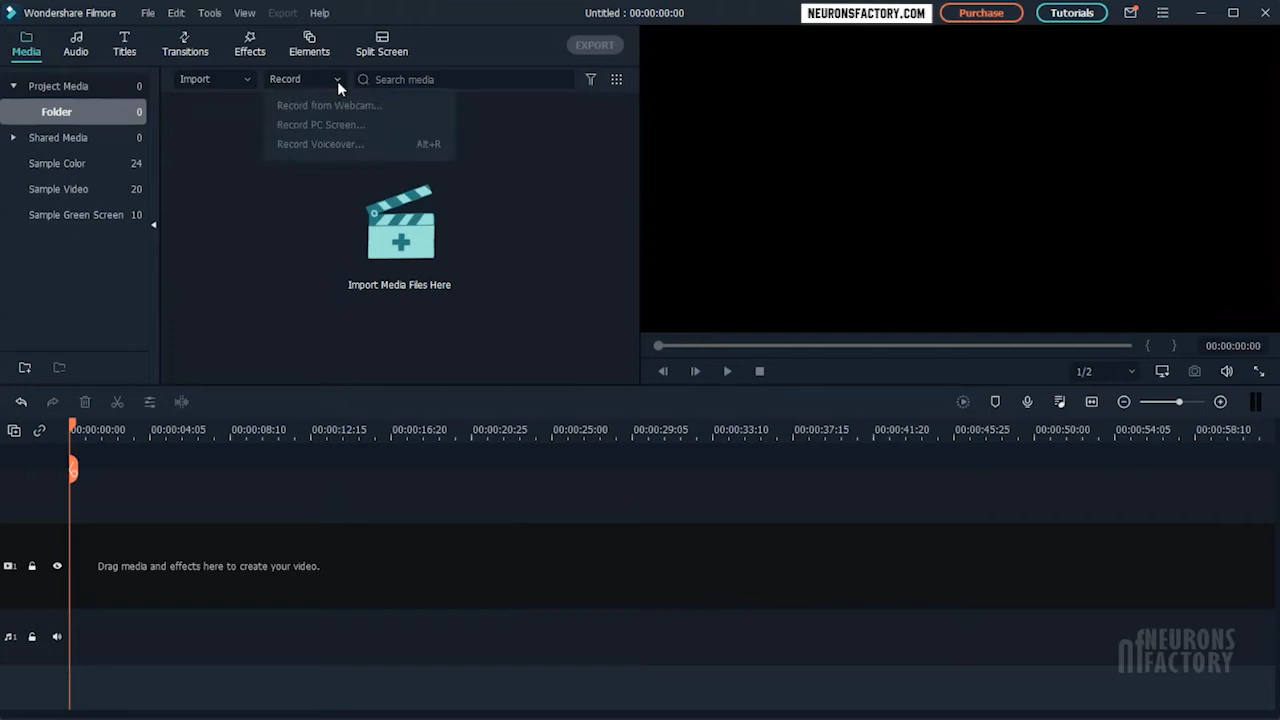 Wondershare Filmora File Edit Tools View Export Help Untitled : 00:00:00:00 NEURONSFACTORY.COM Purchase Tutorials
Media Audio Titles Transitions Effects Elements Split Screen EXPORT
Import Record Search media
Project Media 0
Folder 0
Shared Media 0
Sample Color 24
Sample Video 20
Sample Green Screen 10
Record from Webcam...
Record PC Screen...
Record Voiceover... Alt+R
Import Media Files Here
00:00:00:00
1/2
00:00:00:00 00:00:04:05 00:00:08:10 00:00:12:15 00:00:16:20 00:00:20:25 00:00:25:00 00:00:29:05 00:00:33:10 00:00:37:15 00:00:41:20 00:00:45:25 00:00:50:00 00:00:54:05 00:00:58:10
1 Drag media and effects here to create your video.
1
nf NEURONS
FACTORY